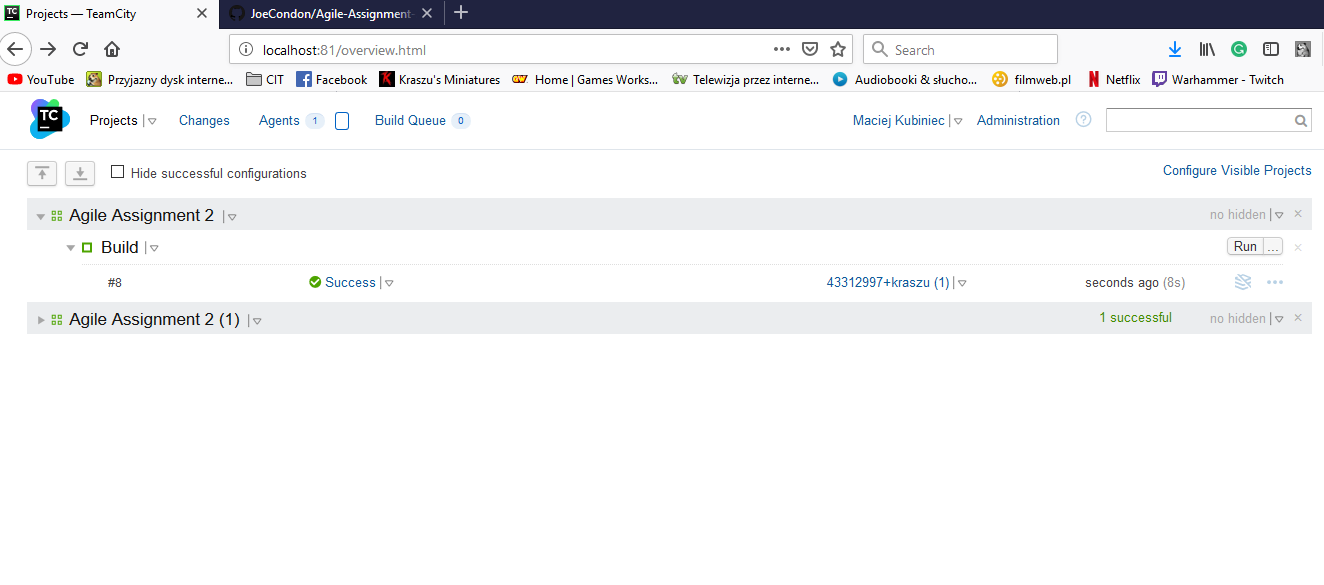 TC Projects — TeamCity JoeCondon/Agile-Assignment-
localhost:81/overview.html Search
YouTube Przyjazny dysk interne... CIT Facebook Kraszu's Miniatures Home | Games Works... Telewizja przez interne... Audiobooki & słucho... filmweb.pl Netflix Warhammer - Twitch
TC Projects Changes Agents 1 Build Queue 0 Maciej Kubiniec Administration ?
Hide successful configurations Configure Visible Projects
Agile Assignment 2 no hidden
Build Run ...
#8 Success 43312997+kraszu (1) seconds ago (8s)
Agile Assignment 2 (1) 1 successful no hidden